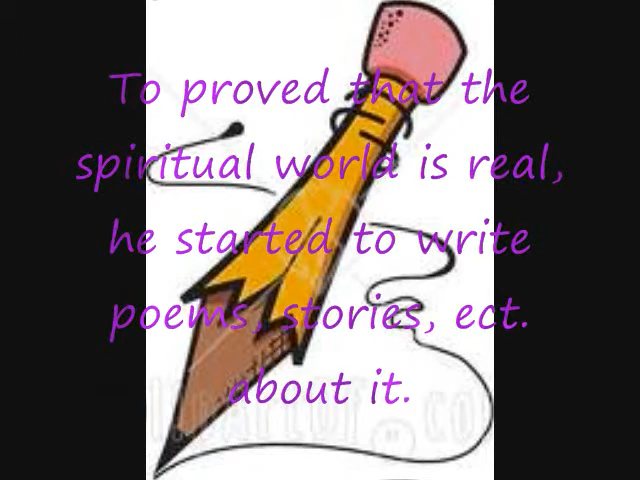 To proved that the
spiritual world is real,
he started to write
poems, stories, ect.
about it.